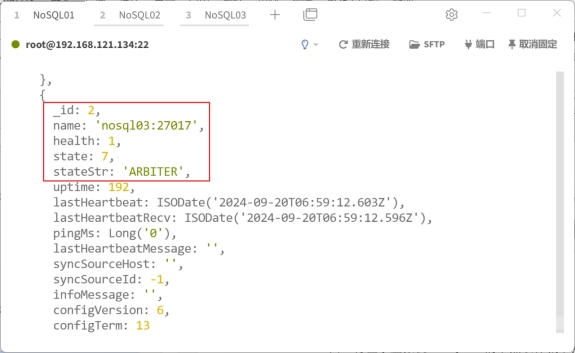 1 NoSQL01 2 NoSQL02 3 NoSQL03
root@192.168.121.134:22 重新连接 SFTP 端口 取消固定
},
{
_id: 2,
name: 'nosql03:27017',
health: 1,
state: 7,
stateStr: 'ARBITER',
uptime: 192,
lastHeartbeat: ISODate('2024-09-20T06:59:12.603Z'),
lastHeartbeatRecv: ISODate('2024-09-20T06:59:12.596Z'),
pingMs: Long('0'),
lastHeartbeatMessage: '',
syncSourceHost: '',
syncSourceId: -1,
infoMessage: '',
configVersion: 6,
configTerm: 13